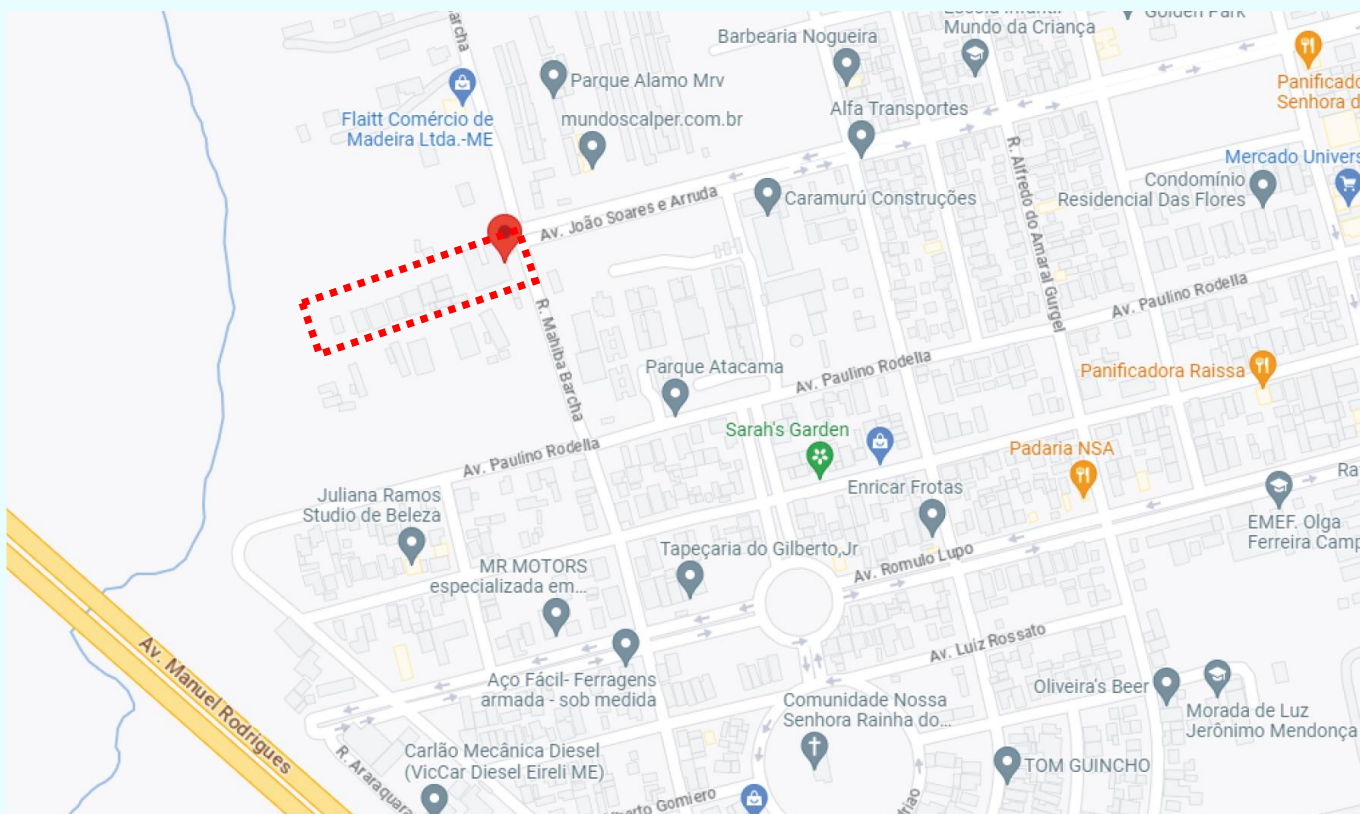 Barcha
Golden Park
Mundo da Criança
Barbearia Nogueira
Parque Alamo Mrv
Senhora d
Alfa Transportes
Flaitt Comércio de
Madeira Ltda.-ME
mundoscalper.com.br
R. Alfredo do Amaral Gurgel
Mercado Univers
Condomínio
Residencial Das Flores
Caramurú Construções
Av. João Soares e Arruda
R. Mahiba Barcha
Av. Paulino Rodella
Parque Atacama
Av. Paulino Rodella
Panificadora Raissa
Sarah's Garden
Av. Paulino Rodella
Padaria NSA
Juliana Ramos
Studio de Beleza
Enricar Frotas
Ra
EMEF. Olga
Ferreira Camp
Tapeçaria do Gilberto,Jr
MR MOTORS
especializada em...
Av. Romulo Lupo
Av. Luiz Rossato
Av. Manuel Rodrigues
Aço Fácil- Ferragens
armada - sob medida
Oliveira's Beer
Comunidade Nossa
Senhora Rainha do...
Morada de Luz
Jerônimo Mendonça
Carlão Mecânica Diesel
(VicCar Diesel Eireli ME)
R. Araraquara
TOM GUINCHO
berto Gomiero